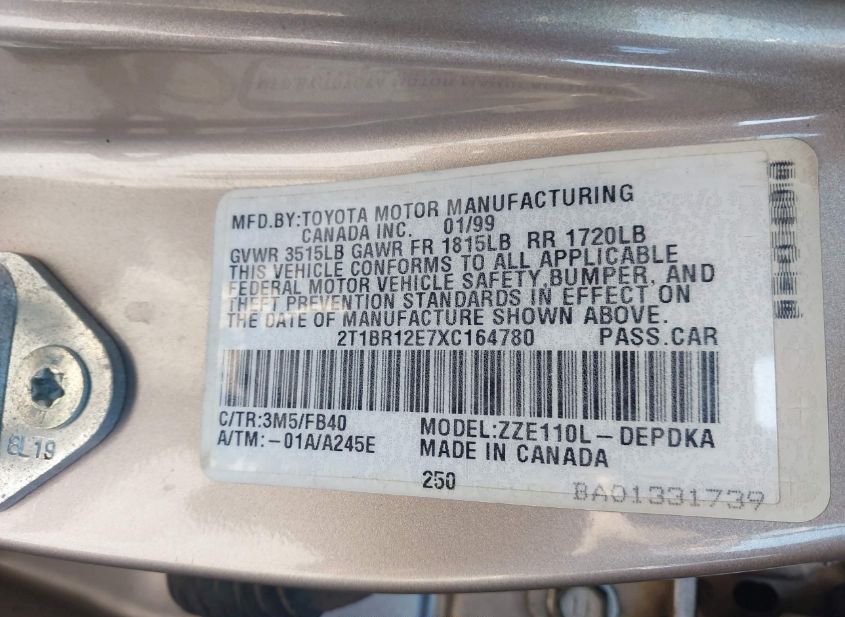 MFD.BY:TOYOTA MOTOR MANUFACTURING
CANADA INC. 01/99
GVWR 3515LB GAWR FR 1815LB RR 1720LB
THIS VEHICLE CONFORMS TO ALL APPLICABLE
FEDERAL MOTOR VEHICLE SAFETY,BUMPER, AND
THEFT PREVENTION STANDARDS IN EFFECT ON
THE DATE OF MANUFACTURE SHOWN ABOVE.
2T1BR12E7XC164780 PASS.CAR
C/TR:3M5/FB40 MODEL:ZZE110L-DEPDKA
A/TM:-01A/A245E MADE IN CANADA
250
BA01331739
6L19